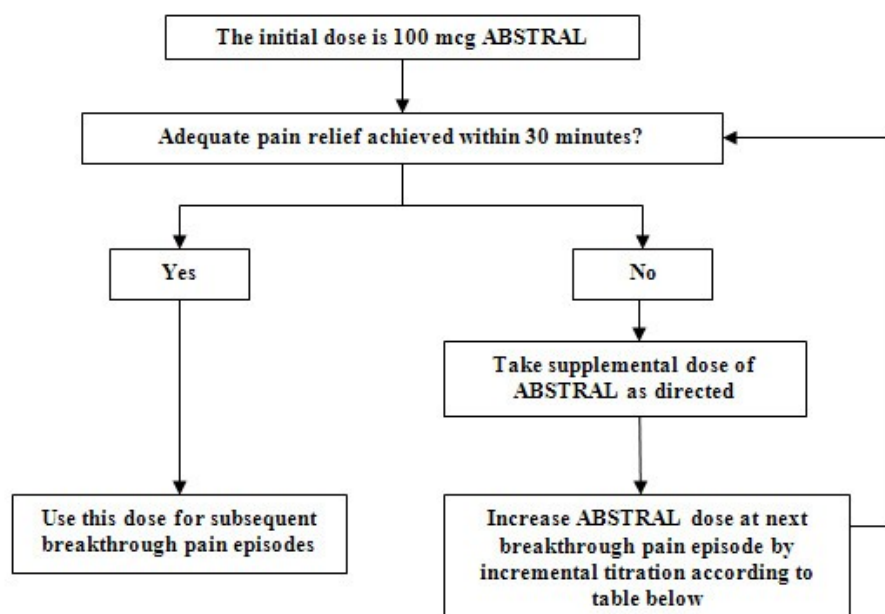 The initial dose is 100 mcg ABSTRAL
Adequate pain relief achieved within 30 minutes?
Yes
No
Take supplemental dose of
ABSTRAL as directed
Use this dose for subsequent
breakthrough pain episodes
Increase ABSTRAL dose at next
breakthrough pain episode by
incremental titration according to
table below